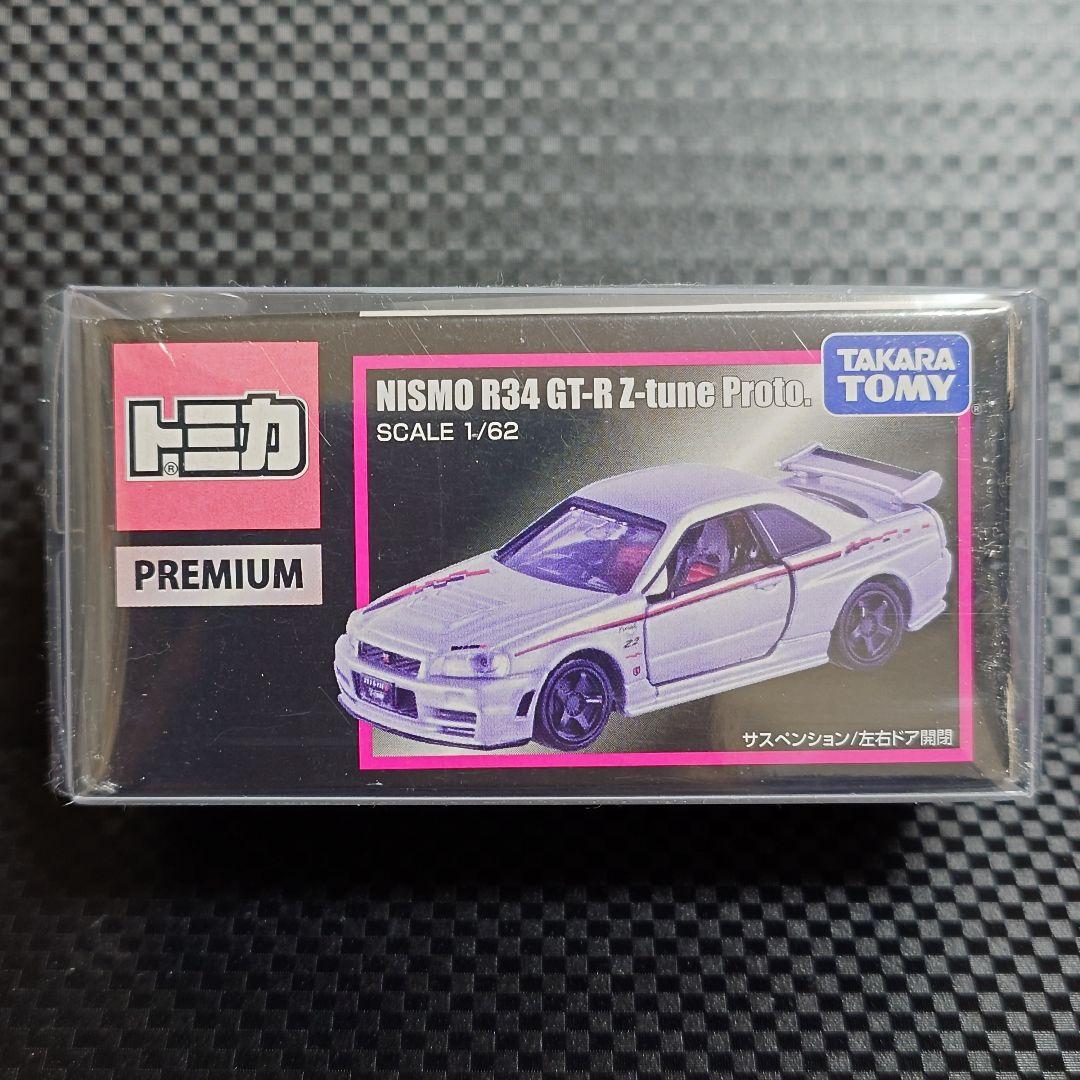 トミカ
®
PREMIUM
NISMO R34 GT-R Z-tune Proto.
SCALE 1/62
TAKARA
TOMY
®
Z2
サスペンション/左右ドア開閉